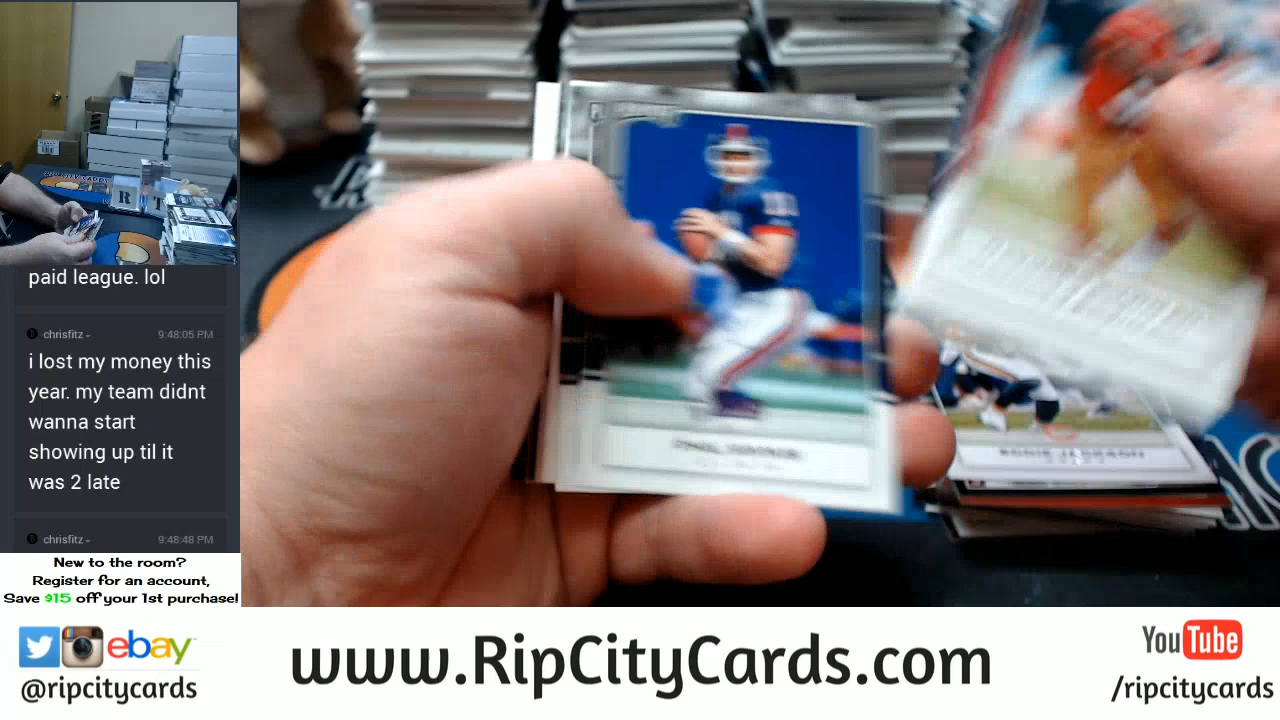 paid league. lol
chrisfitz
9:48:05 PM
i lost my money this
year. my team didnt
wanna start
showing up til it
was 2 late
chrisfitz
9:48:48 PM
New to the room?
Register for an account,
Save $15 off your 1st purchase!
ebay
@ripcitycards
www.RipCityCards.com
YouTube
/ripcitycards
R T
EDDIE JACKSON